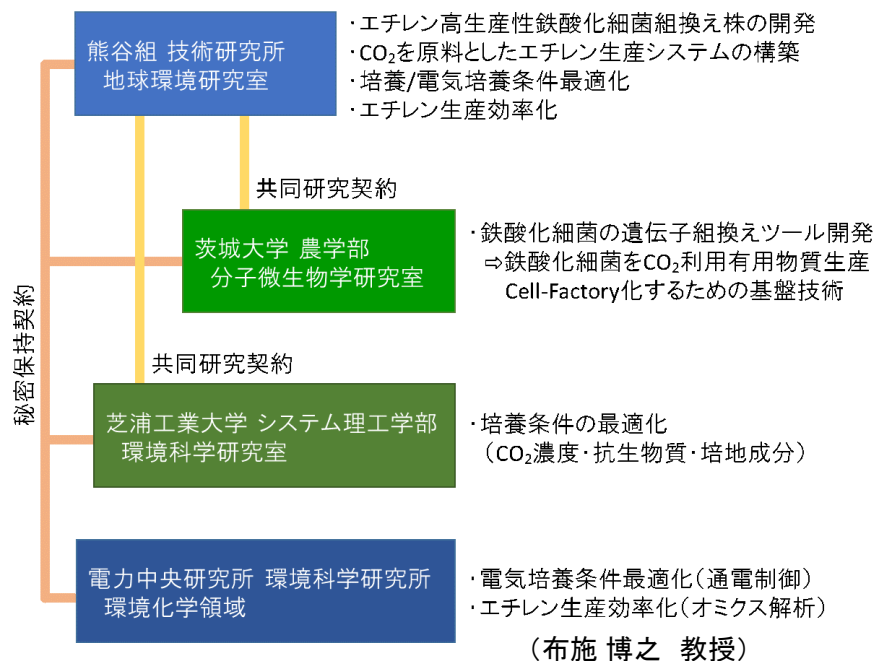 熊谷組 技術研究所
地球環境研究室
・エチレン高生産性鉄酸化細菌組換え株の開発
・CO₂を原料としたエチレン生産システムの構築
・培養/電気培養条件最適化
・エチレン生産効率化
秘密保持契約
共同研究契約
茨城大学 農学部
分子微生物学研究室
・鉄酸化細菌の遺伝子組換えツール開発
⇒鉄酸化細菌をCO₂利用有用物質生産
Cell-Factory化するための基盤技術
共同研究契約
芝浦工業大学 システム理工学部
環境科学研究室
・培養条件の最適化
（CO₂濃度・抗生物質・培地成分）
電力中央研究所 環境科学研究所
環境化学領域
・電気培養条件最適化（通電制御）
・エチレン生産効率化（オミクス解析）
（布施 博之　教授）